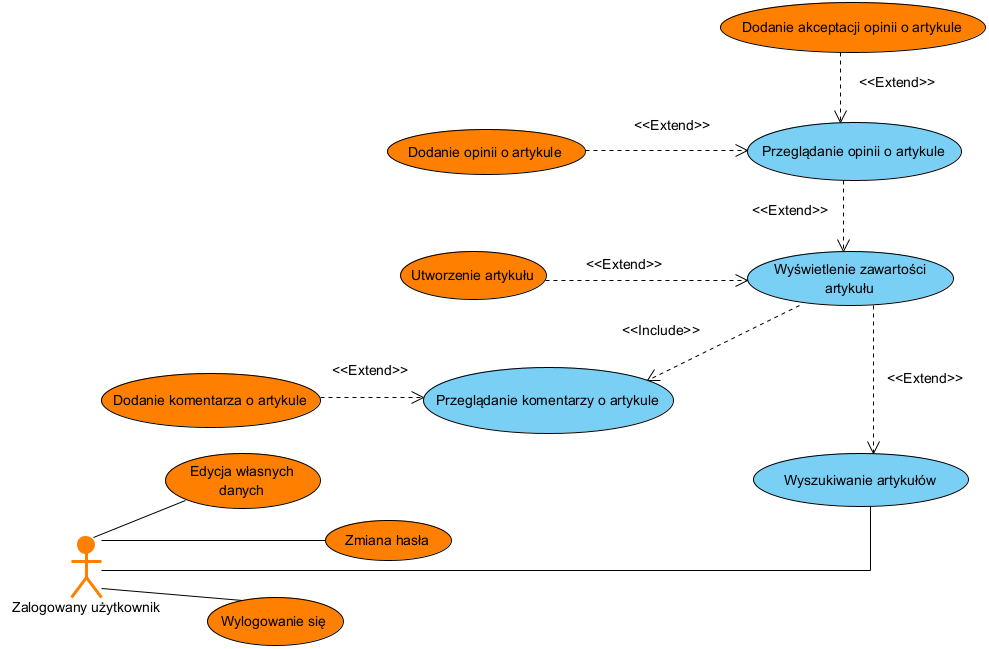 Dodanie akceptacji opinii o artykule
<<Extend>>
<<Extend>>
Dodanie opinii o artykule
Przeglądanie opinii o artykule
<<Extend>>
<<Extend>>
Utworzenie artykułu
Wyświetlenie zawartości
artykułu
<<Include>>
<<Extend>>
<<Extend>>
Dodanie komentarza o artykule
Przeglądanie komentarzy o artykule
Edycja własnych
danych
Wyszukiwanie artykułów
Zmiana hasła
Zalogowany użytkownik
Wylogowanie się